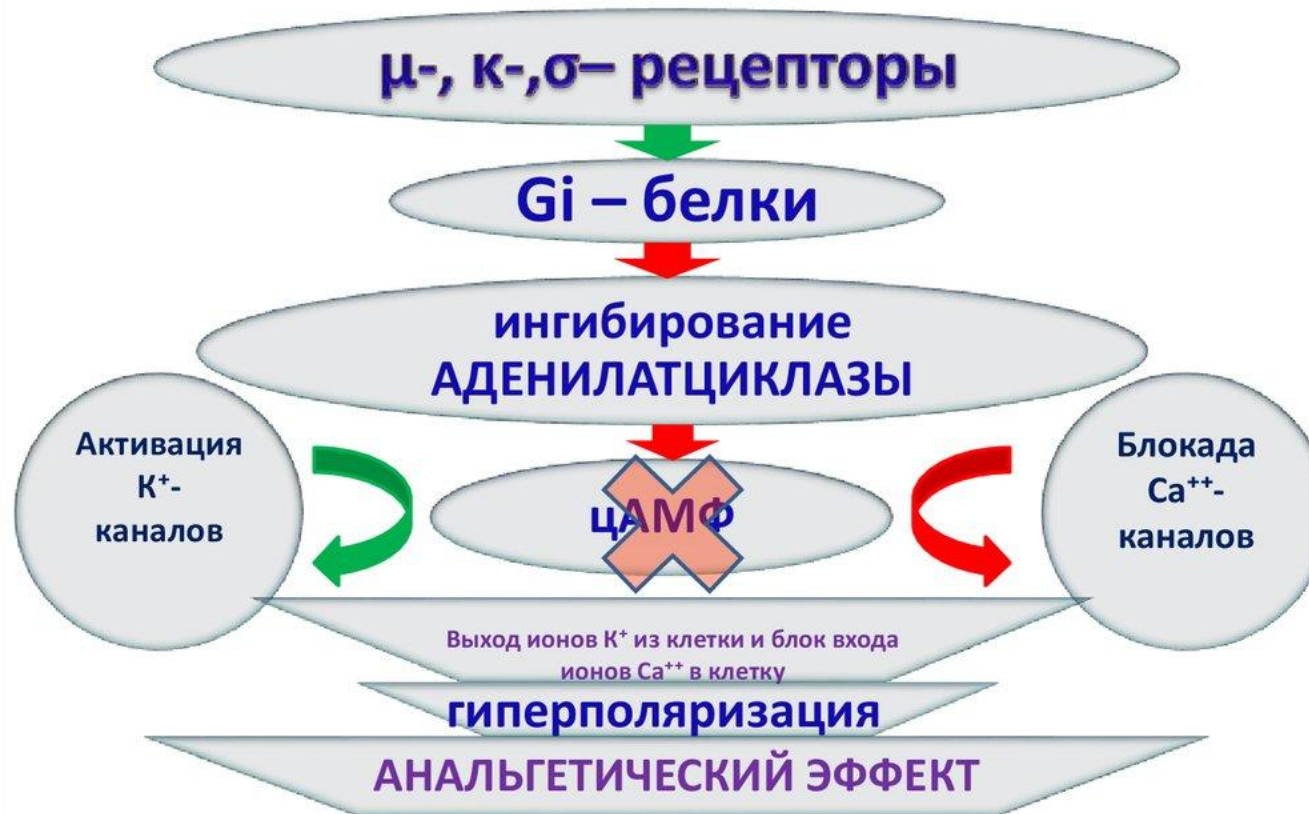 μ-, κ-,σ– рецепторы
Gi – белки
ингибирование
АДЕНИЛАТЦИКЛАЗЫ
Активация
К⁺-
каналов
цАМФ
Блокада
Са⁺⁺-
каналов
Выход ионов К⁺ из клетки и блок входа
ионов Са⁺⁺ в клетку
гиперполяризация
АНАЛЬГЕТИЧЕСКИЙ ЭФФЕКТ